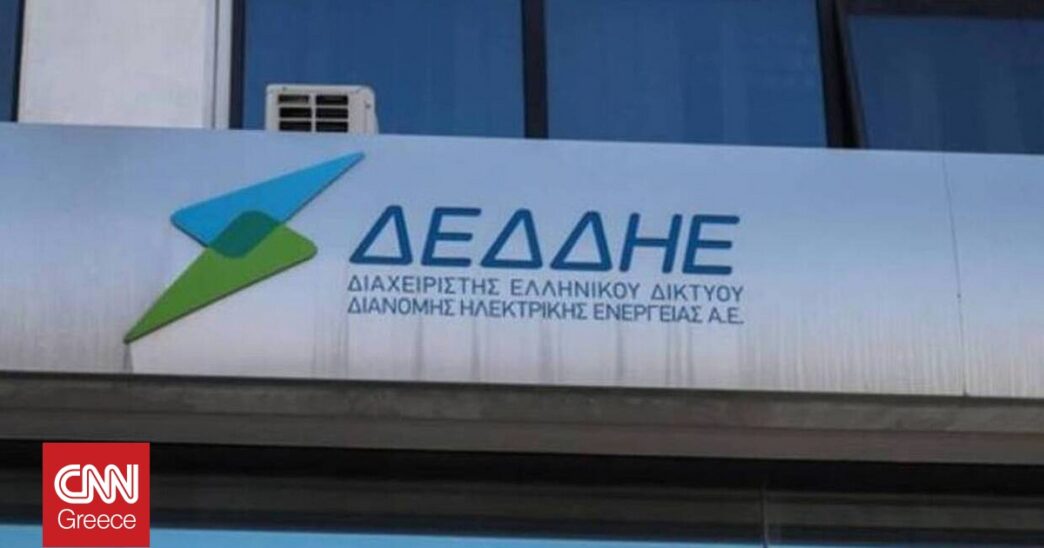 ΔΕΔΔΗΕ
ΔΙΑΧΕΙΡΙΣΤΗΣ ΕΛΛΗΝΙΚΟΥ ΔΙΚΤΥΟΥ
ΔΙΑΝΟΜΗΣ ΗΛΕΚΤΡΙΚΗΣ ΕΝΕΡΓΕΙΑΣ Α.Ε.
CNN
Greece